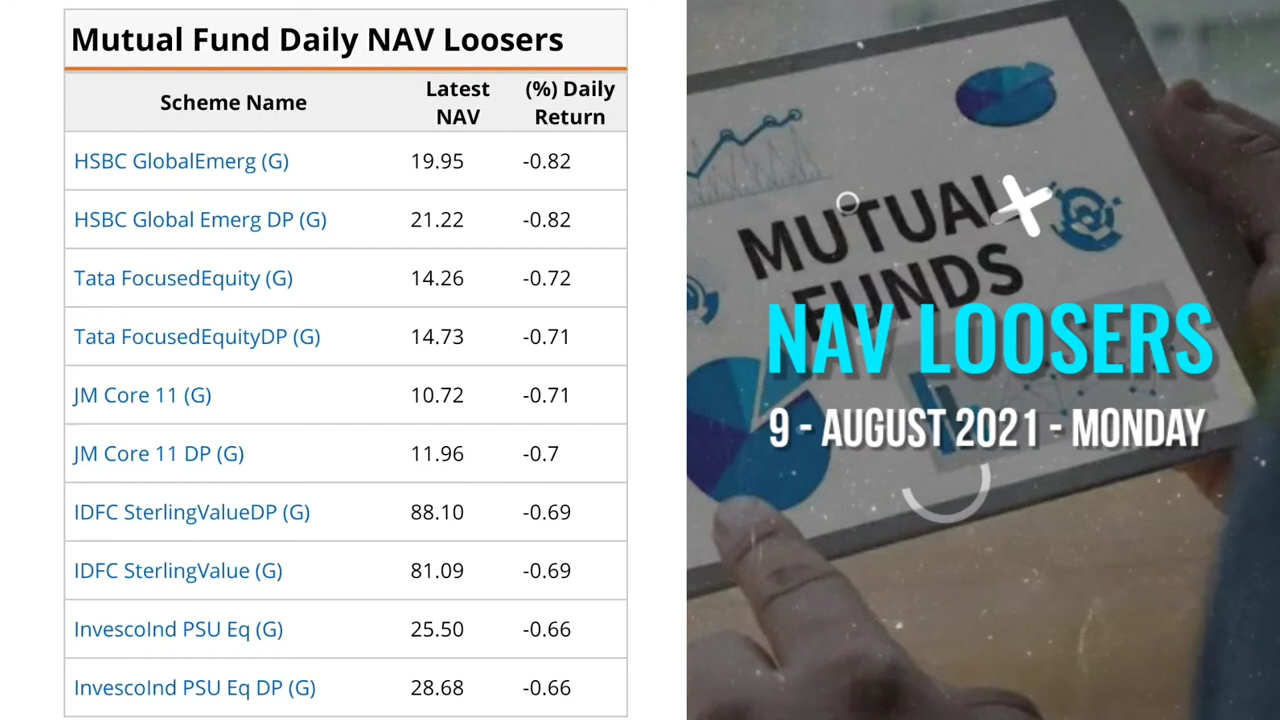 Mutual Fund Daily NAV Loosers
Scheme Name Latest NAV (%) Daily Return
HSBC GlobalEmerg (G) 19.95 -0.82
HSBC Global Emerg DP (G) 21.22 -0.82
Tata FocusedEquity (G) 14.26 -0.72
Tata FocusedEquityDP (G) 14.73 -0.71
JM Core 11 (G) 10.72 -0.71
JM Core 11 DP (G) 11.96 -0.7
IDFC SterlingValueDP (G) 88.10 -0.69
IDFC SterlingValue (G) 81.09 -0.69
InvescoInd PSU Eq (G) 25.50 -0.66
InvescoInd PSU Eq DP (G) 28.68 -0.66
MUTUAL
FUNDS
NAV LOOSERS
9 - AUGUST 2021 - MONDAY